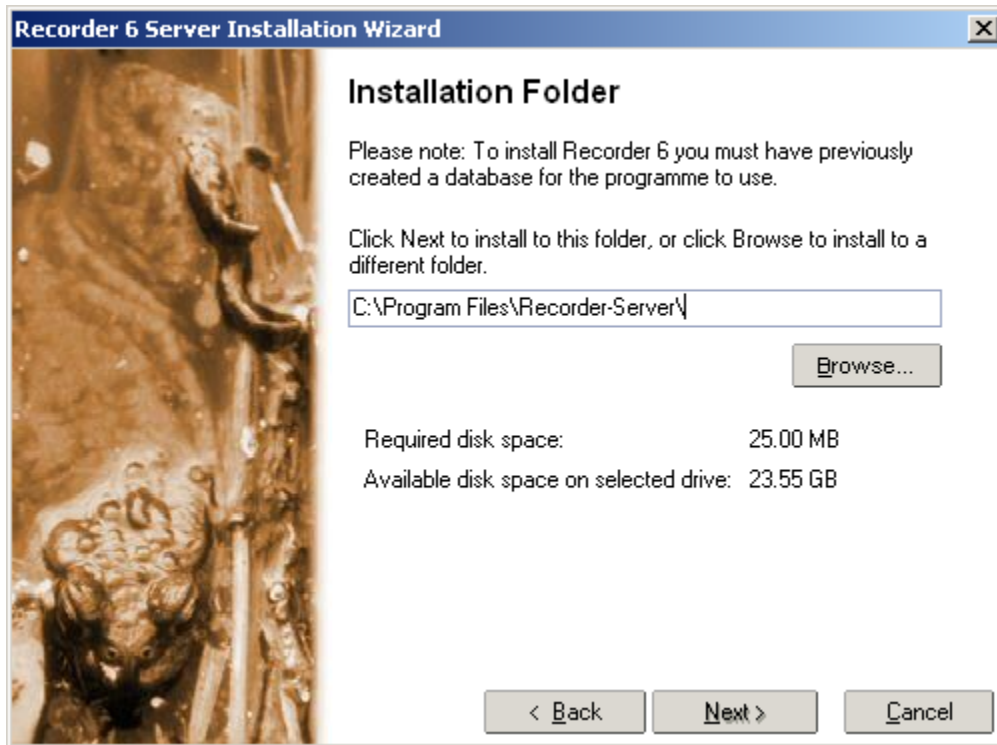 Recorder 6 Server Installation Wizard
Installation Folder
Please note: To install Recorder 6 you must have previously
created a database for the programme to use.
Click Next to install to this folder, or click Browse to install to a
different folder.
C:\Program Files\Recorder-Server\
Browse...
Required disk space: 25.00 MB
Available disk space on selected drive: 23.55 GB
< Back Next > Cancel